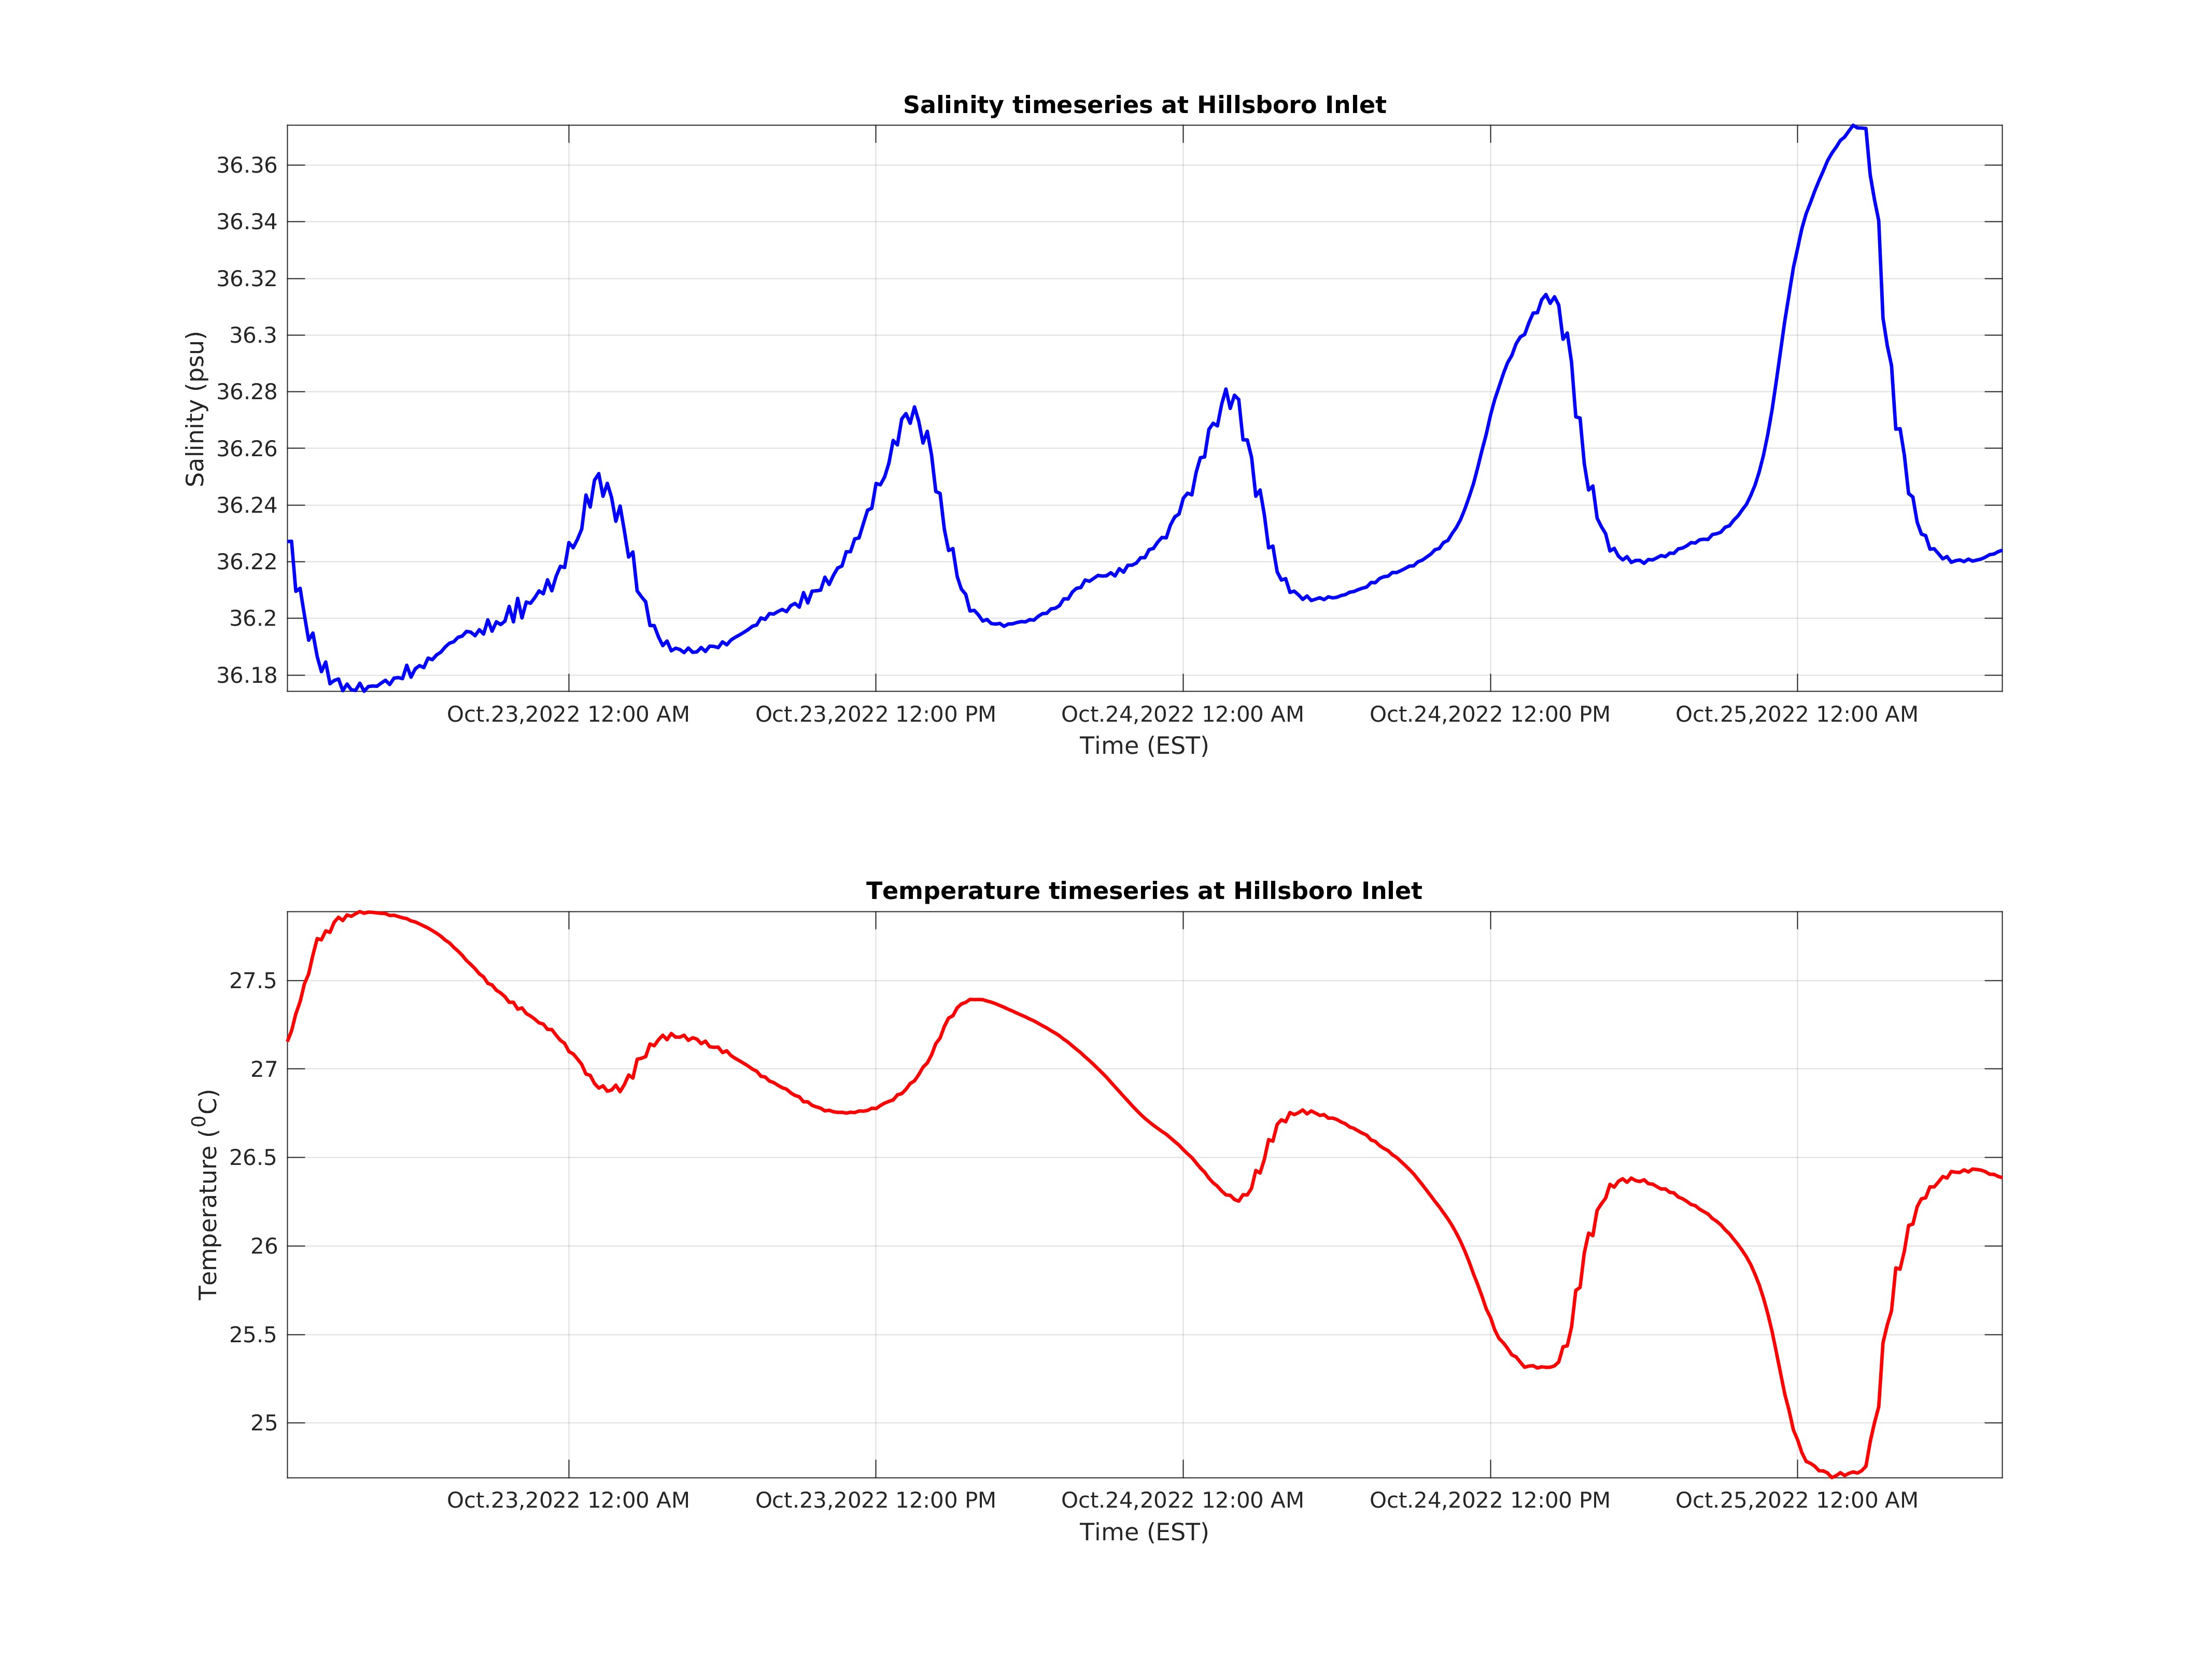 Salinity timeseries at Hillsboro Inlet
36.36
36.34
36.32
36.3
36.28
36.26
36.24
36.22
36.2
36.18
Salinity (psu)
Oct.23,2022 12:00 AM Oct.23,2022 12:00 PM Oct.24,2022 12:00 AM Oct.24,2022 12:00 PM Oct.25,2022 12:00 AM
Time (EST)
Temperature timeseries at Hillsboro Inlet
27.5
27
26.5
26
25.5
25
Temperature (⁰C)
Oct.23,2022 12:00 AM Oct.23,2022 12:00 PM Oct.24,2022 12:00 AM Oct.24,2022 12:00 PM Oct.25,2022 12:00 AM
Time (EST)